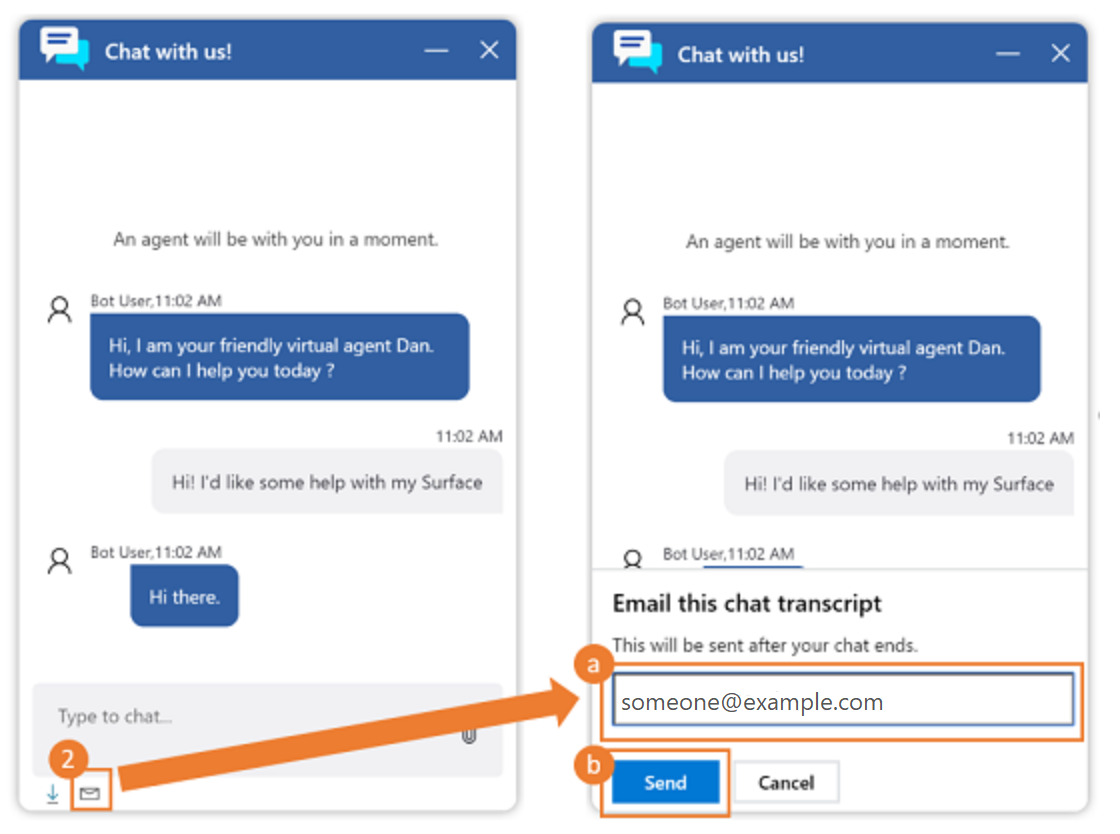 Chat with us!
An agent will be with you in a moment.
Bot User,11:02 AM
Hi, I am your friendly virtual agent Dan.
How can I help you today ?
11:02 AM
Hi! I'd like some help with my Surface
Bot User,11:02 AM
Hi there.
Type to chat...
2
Chat with us!
An agent will be with you in a moment.
Bot User,11:02 AM
Hi, I am your friendly virtual agent Dan.
How can I help you today ?
11:02 AM
Hi! I'd like some help with my Surface
Bot User,11:02 AM
Email this chat transcript
This will be sent after your chat ends.
a
someone@example.com
b
Send
Cancel